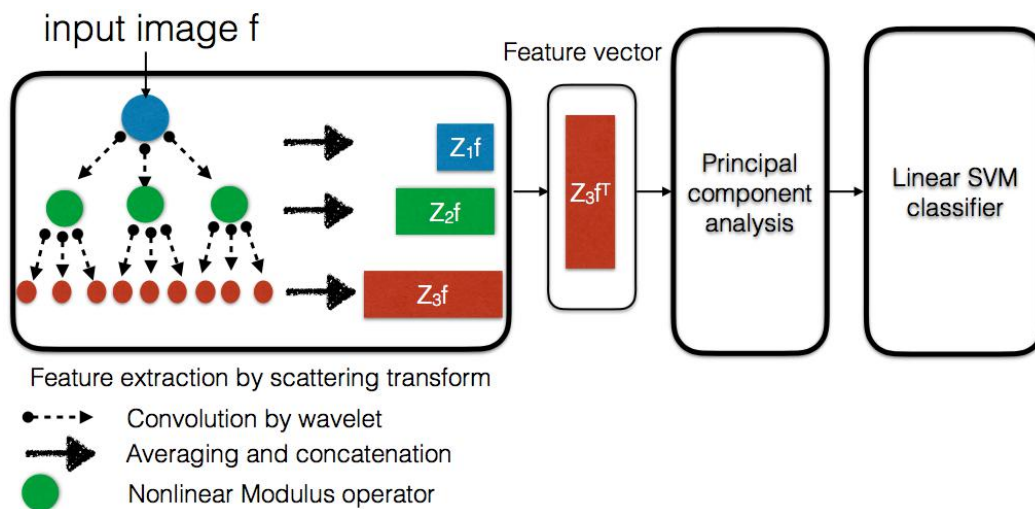 input image f
Feature vector
Z₁f
Z₂f
Z₃f
Z₃fᵀ
Principal
component
analysis
Linear SVM
classifier
Feature extraction by scattering transform
Convolution by wavelet
Averaging and concatenation
Nonlinear Modulus operator